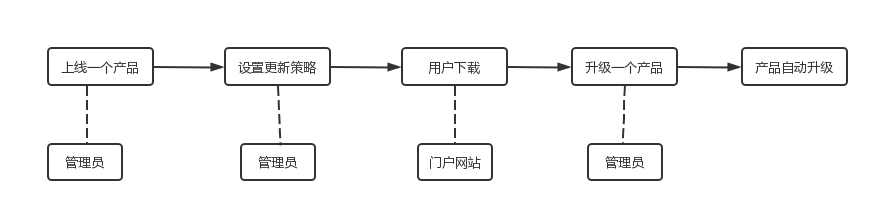 上线一个产品
设置更新策略
用户下载
升级一个产品
产品自动升级
管理员
管理员
门户网站
管理员